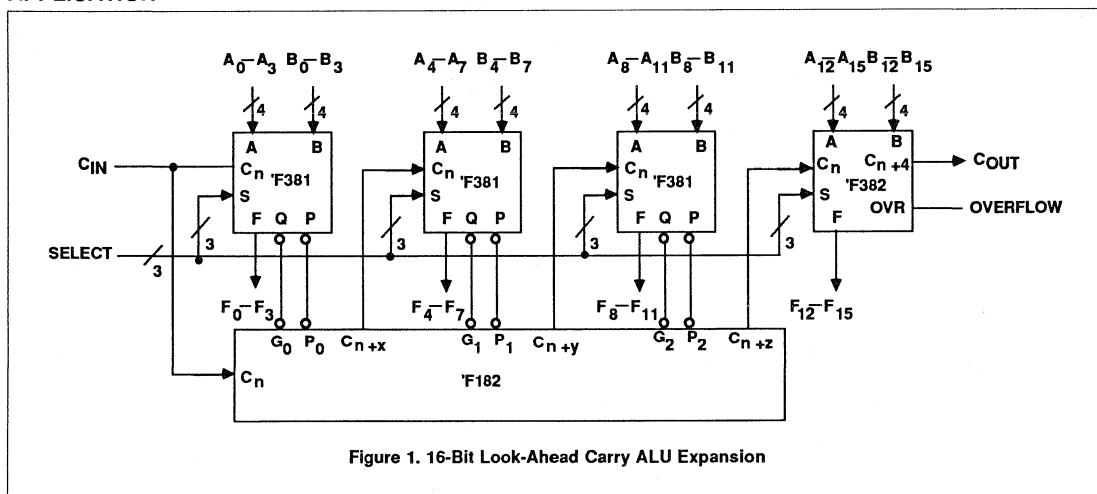 APPLICATION
A0–A3 B0–B3 A4–A7 B4–B7 A8–A11 B8–B11 A12–A15 B12–B15
4 4 4 4 4 4 4 4
A B A B A B A B
CIN Cn 'F381 Cn 'F381 Cn 'F381 Cn Cn+4 COUT
'F382
S S S S
F Q P F Q P F Q P F OVR OVERFLOW
3 3 3 3
SELECT 3
F0–F3 F4–F7 F8–F11 F12–F15
G0 P0 Cn+x G1 P1 Cn+y G2 P2 Cn+z
Cn 'F182
Figure 1. 16-Bit Look-Ahead Carry ALU Expansion